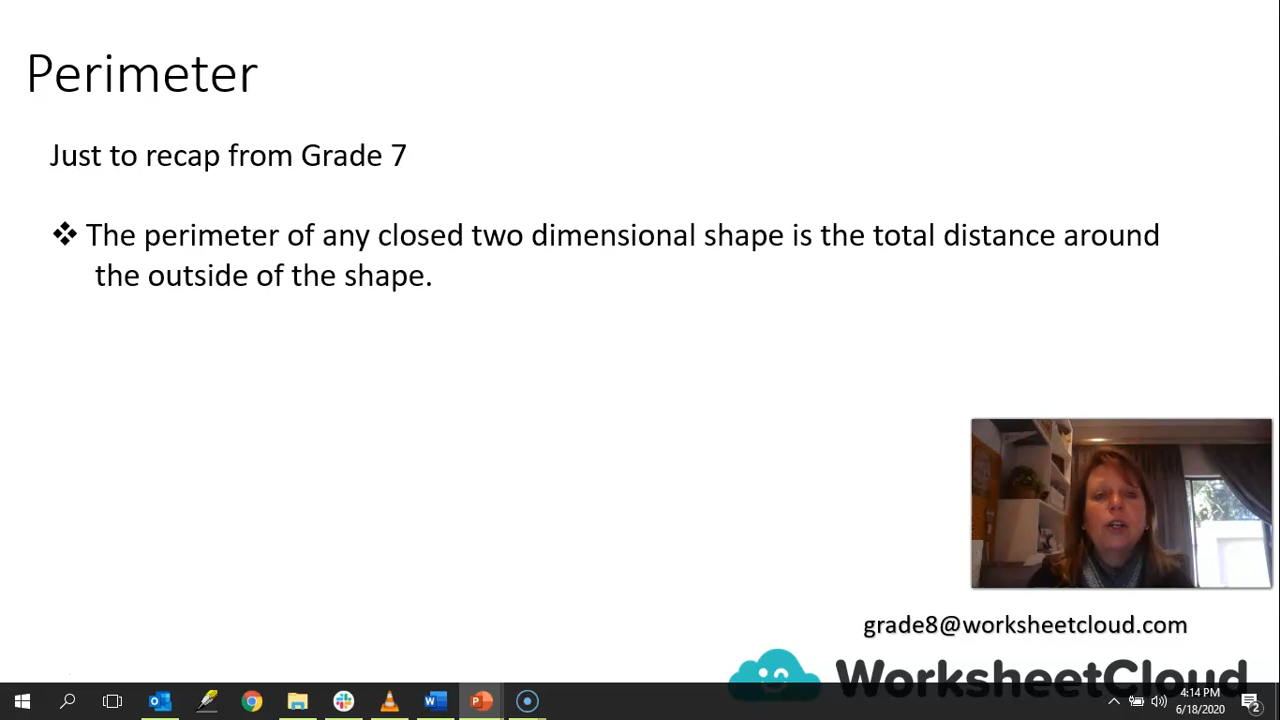 Perimeter
Just to recap from Grade 7
❖ The perimeter of any closed two dimensional shape is the total distance around
the outside of the shape.
grade8@worksheetcloud.com
WorksheetCloud
4:14 PM
6/18/2020
2